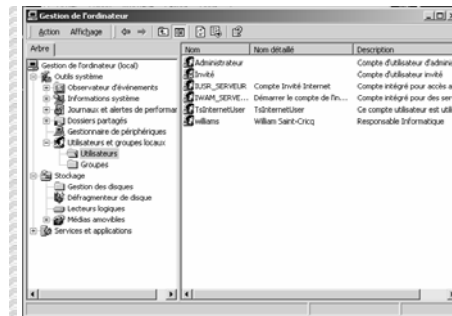 Gestion de l'ordinateur
Action Affichage
Arbre
Gestion de l'ordinateur (local)
Outils système
Observateur d'événements
Informations système
Journaux et alertes de performar
Dossiers partagés
Gestionnaire de périphériques
Utilisateurs et groupes locaux
Utilisateurs
Groupes
Stockage
Gestion des disques
Défragmenteur de disque
Lecteurs logiques
Médias amovibles
Services et applications
Nom Nom détaillé Description
Administrateur Compte d'utilisateur d'admini
Invité Compte d'utilisateur invité
IUSR_SERVEUR Compte Invité Internet Compte intégré pour accès a
IWAM_SERVE... Démarrer le compte de l'in... Compte intégré pour des ser
TsInternetUser TsInternetUser Ce compte utilisateur est utili
williams William Saint-Cricq Responsable Informatique